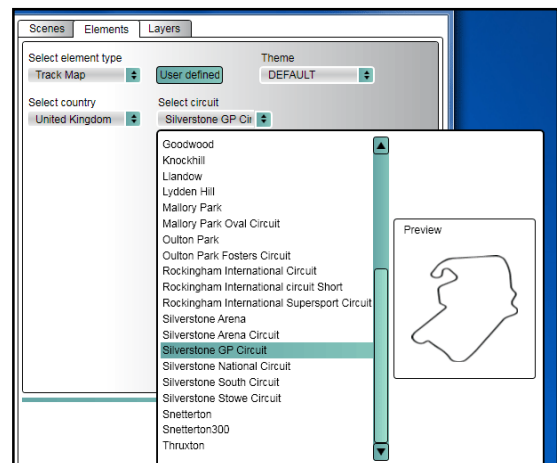 Scenes Elements Layers
Select element type Theme
Track Map User defined DEFAULT
Select country Select circuit
United Kingdom Silverstone GP Cir
Goodwood
Knockhill
Llandow
Lydden Hill
Mallory Park
Mallory Park Oval Circuit
Oulton Park
Oulton Park Fosters Circuit
Rockingham International Circuit
Rockingham International circuit Short
Rockingham International Supersport Circuit
Silverstone Arena
Silverstone Arena Circuit
Silverstone GP Circuit
Silverstone National Circuit
Silverstone South Circuit
Silverstone Stowe Circuit
Snetterton
Snetterton300
Thruxton
Preview